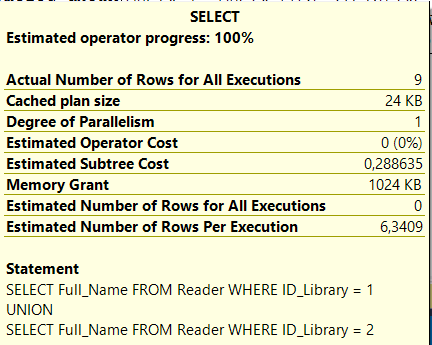 SELECT
Estimated operator progress: 100%
Actual Number of Rows for All Executions 9
Cached plan size 24 KB
Degree of Parallelism 1
Estimated Operator Cost 0 (0%)
Estimated Subtree Cost 0,288635
Memory Grant 1024 KB
Estimated Number of Rows for All Executions 0
Estimated Number of Rows Per Execution 6,3409
Statement
SELECT Full_Name FROM Reader WHERE ID_Library = 1
UNION
SELECT Full_Name FROM Reader WHERE ID_Library = 2